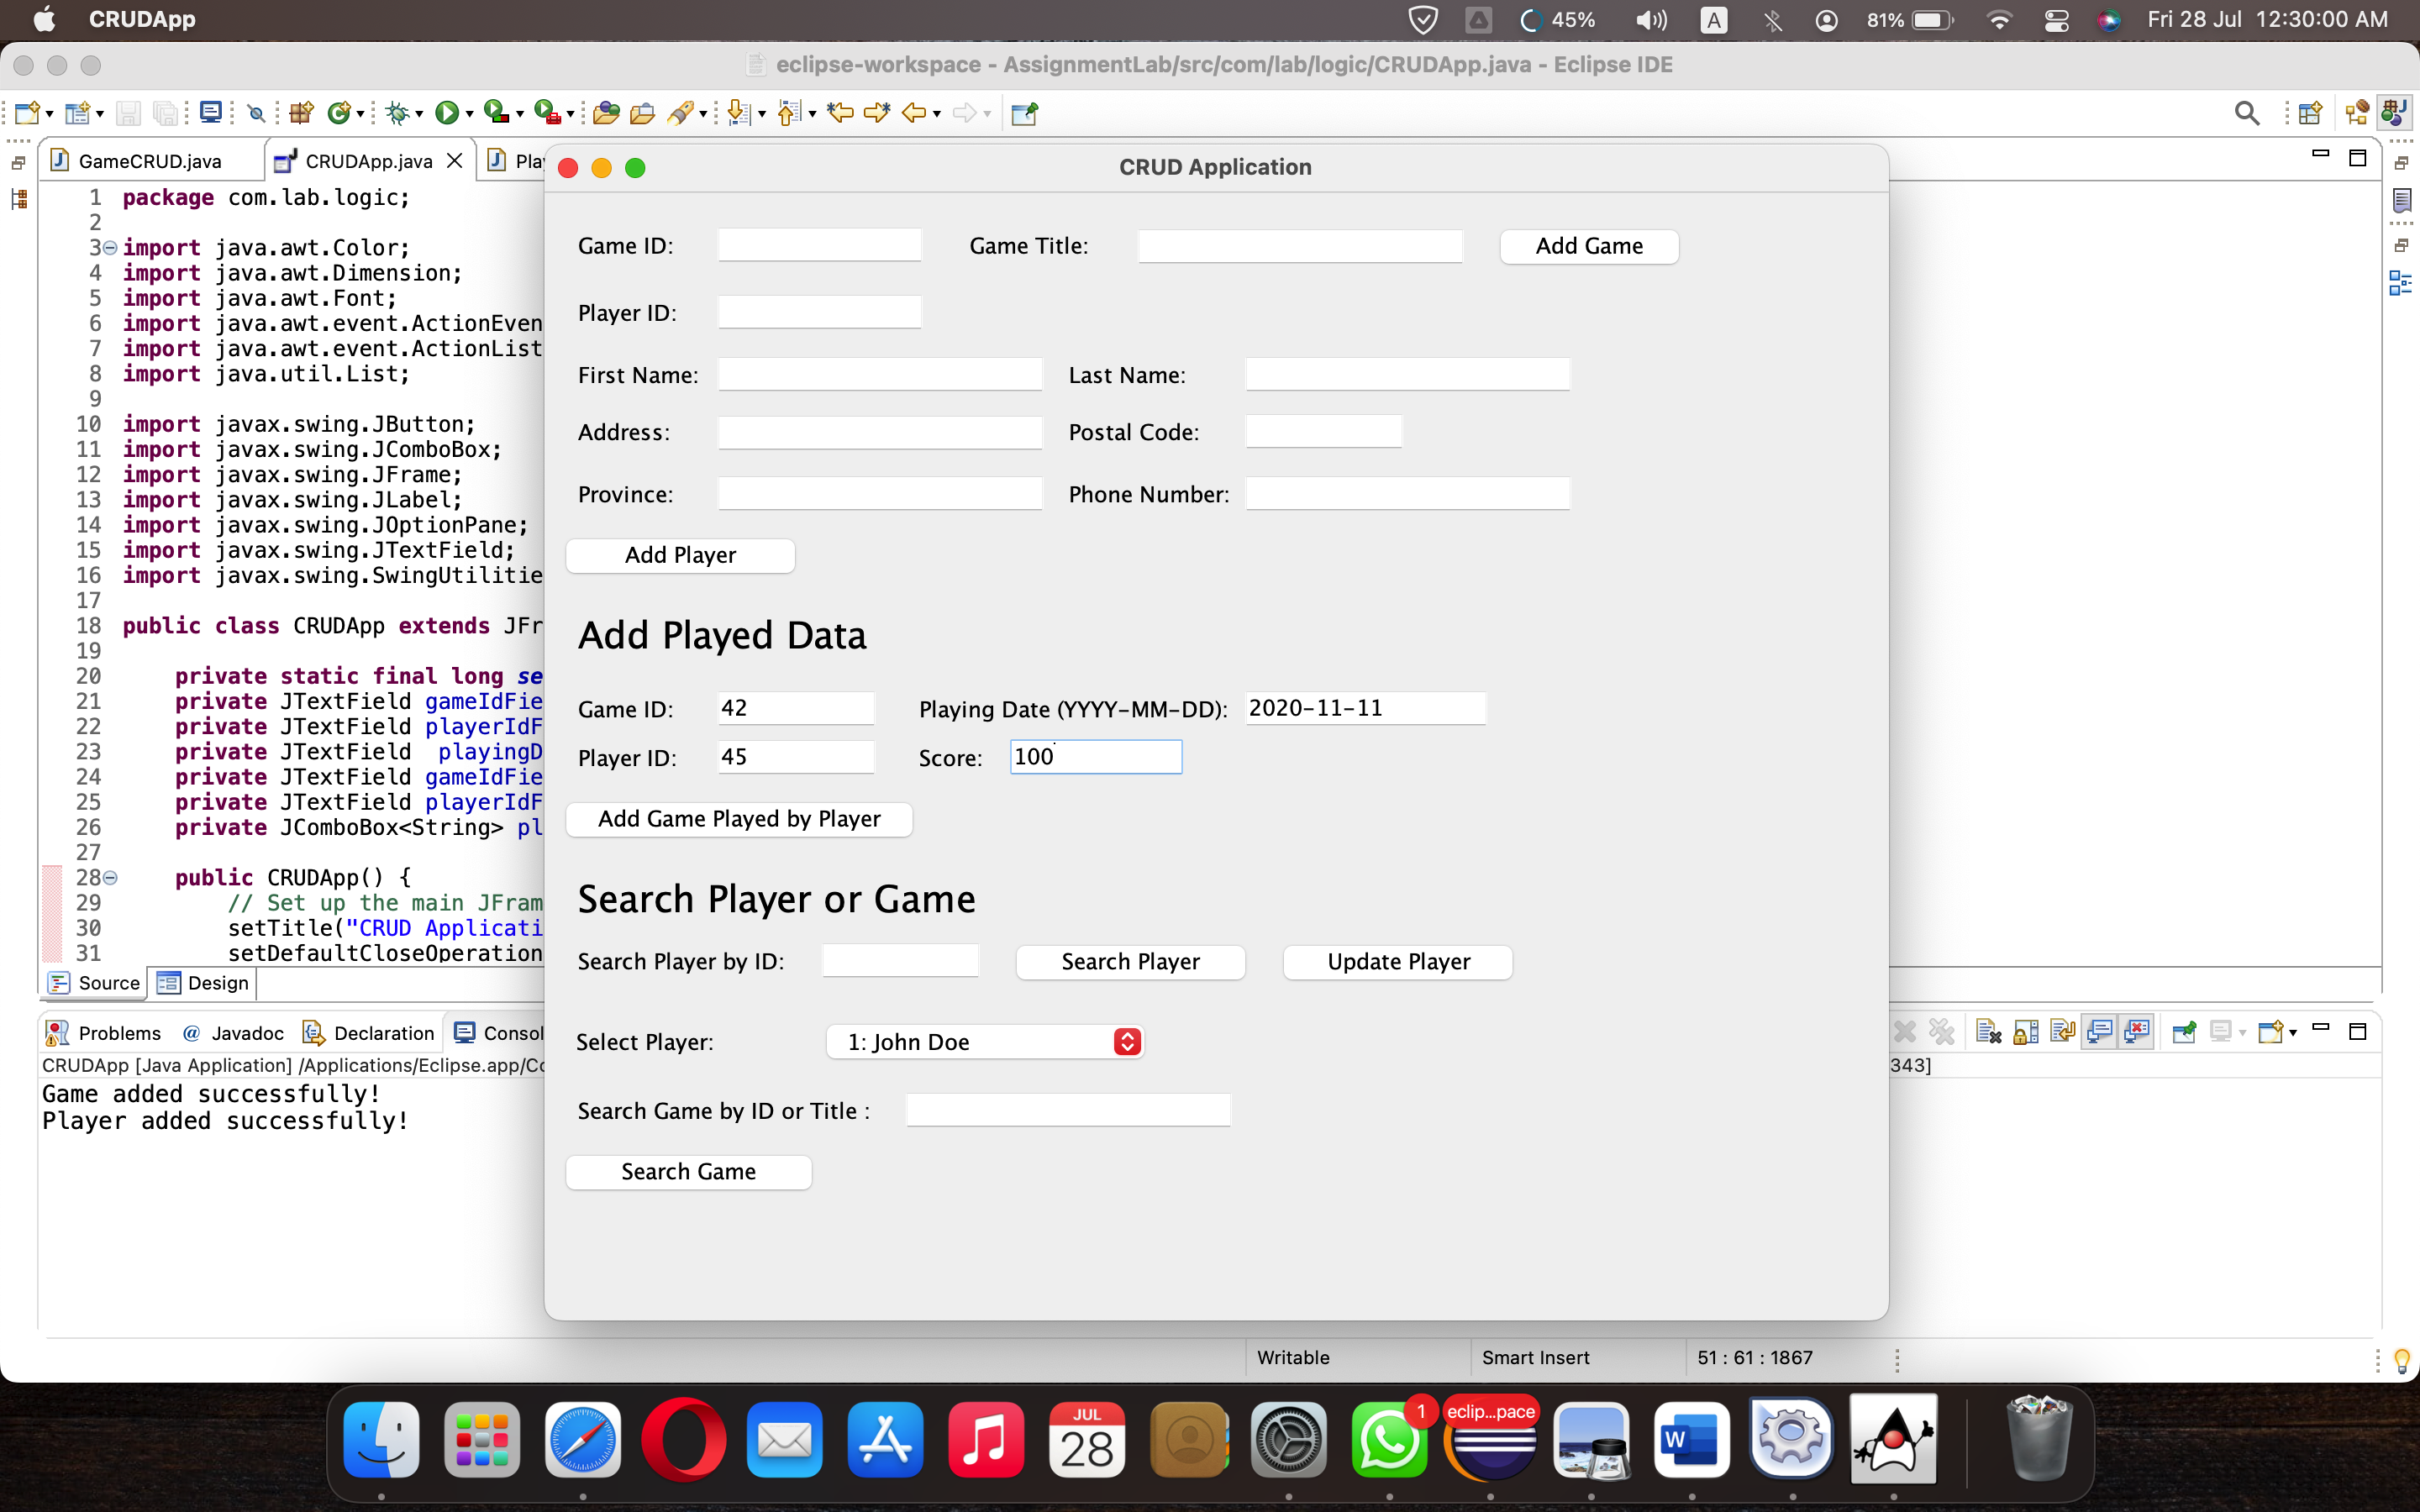 CRUDApp
45%
A
81%
Fri 28 Jul 12:30:00 AM
eclipse-workspace - AssignmentLab/src/com/lab/logic/CRUDApp.java - Eclipse IDE
GameCRUD.java
CRUDApp.java
Pla
1 package com.lab.logic;
2
3 import java.awt.Color;
4 import java.awt.Dimension;
5 import java.awt.Font;
6 import java.awt.event.ActionEven
7 import java.awt.event.ActionList
8 import java.util.List;
9
10 import javax.swing.JButton;
11 import javax.swing.JComboBox;
12 import javax.swing.JFrame;
13 import javax.swing.JLabel;
14 import javax.swing.JOptionPane;
15 import javax.swing.JTextField;
16 import javax.swing.SwingUtilitie
17
18 public class CRUDApp extends JFr
19
20 private static final long se
21 private JTextField gameIdFie
22 private JTextField playerIdF
23 private JTextField playingD
24 private JTextField gameIdFie
25 private JTextField playerIdF
26 private JComboBox<String> pl
27
28 public CRUDApp() {
29 // Set up the main JFram
30 setTitle("CRUD Applicati
31 setDefaultCloseOperation
Source
Design
CRUD Application
Game ID:
Game Title:
Add Game
Player ID:
First Name:
Last Name:
Address:
Postal Code:
Province:
Phone Number:
Add Player
Add Played Data
Game ID: 42
Playing Date (YYYY-MM-DD): 2020-11-11
Player ID: 45
Score: 100
Add Game Played by Player
Search Player or Game
Search Player by ID:
Search Player
Update Player
Select Player:
1: John Doe
Search Game by ID or Title :
Search Game
Problems
@ Javadoc
Declaration
Consol
CRUDApp [Java Application] /Applications/Eclipse.app/Co
343]
Game added successfully!
Player added successfully!
Writable
Smart Insert
51 : 61 : 1867
JUL
28
1
eclip...pace
W